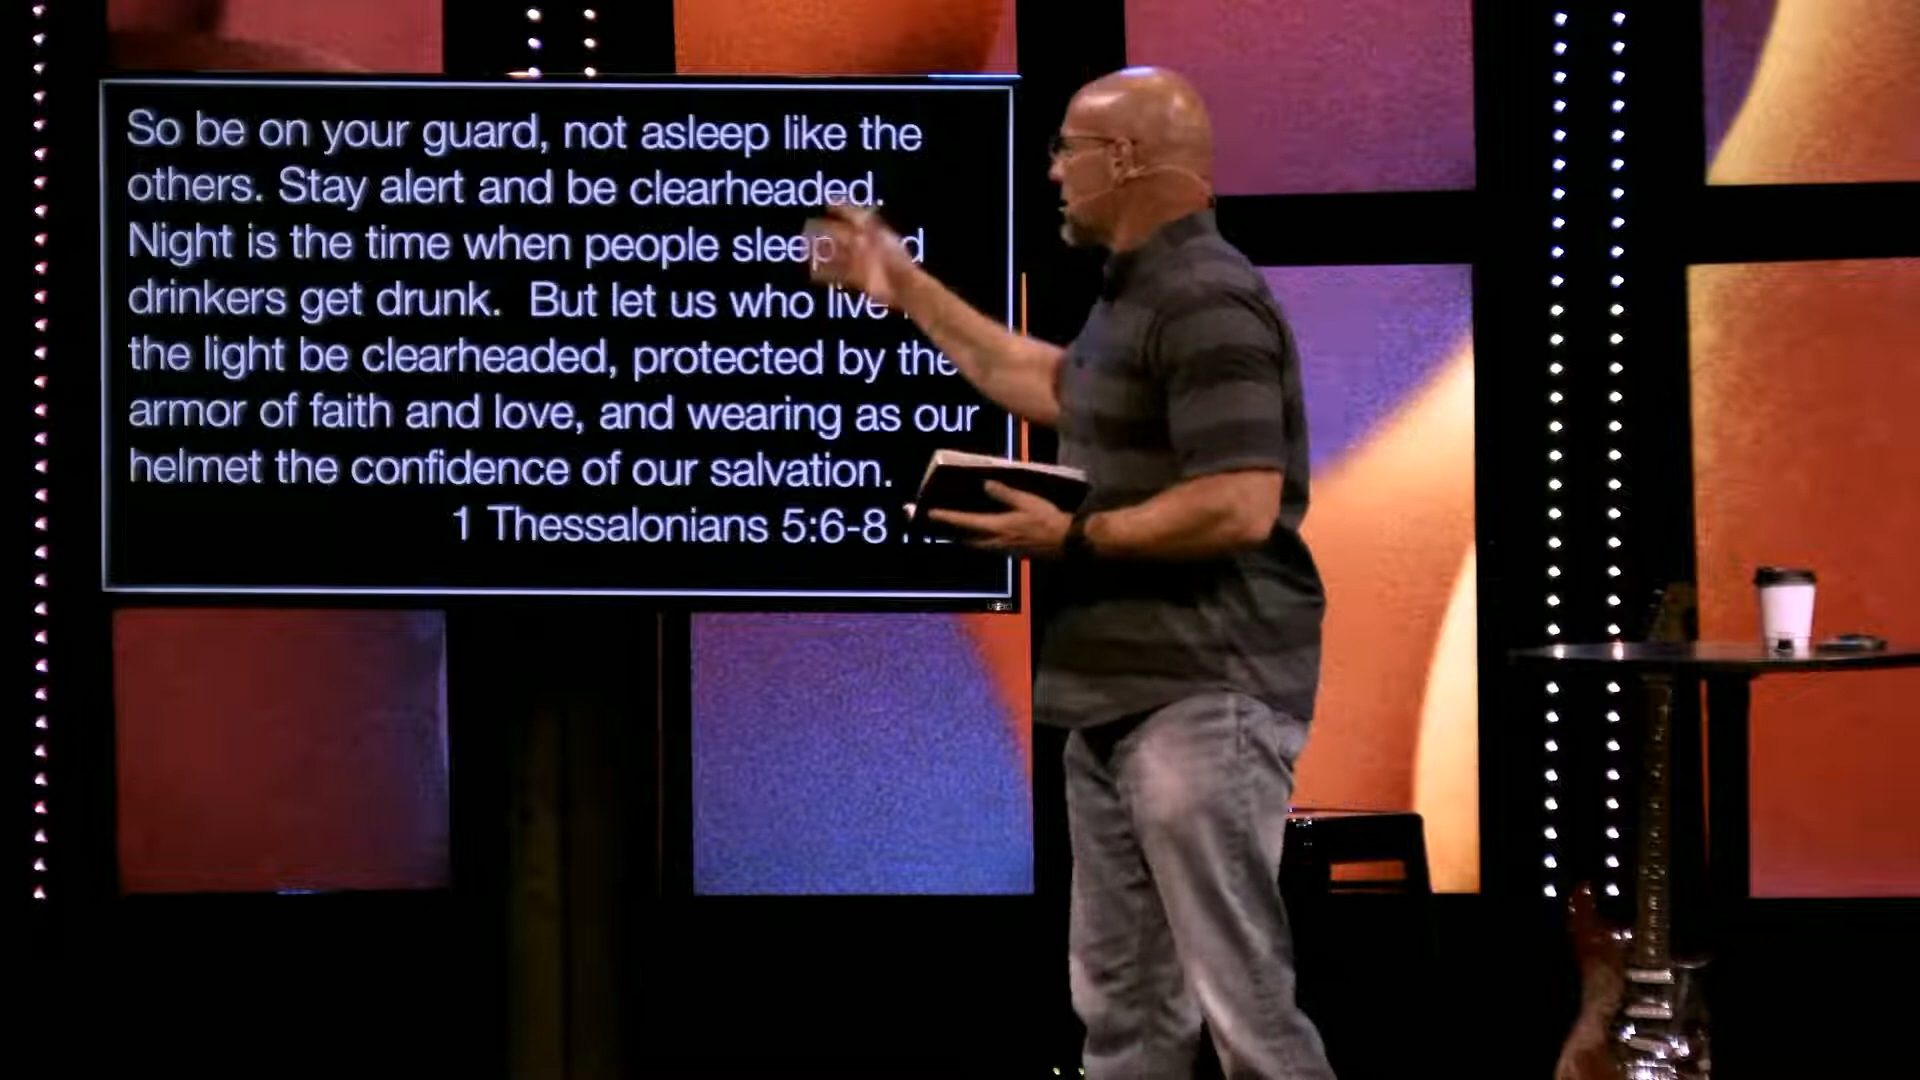 So be on your guard, not asleep like the
others. Stay alert and be clearheaded.
Night is the time when people sleep
drinkers get drunk.  But let us who live
the light be clearheaded, protected by the
armor of faith and love, and wearing as our
helmet the confidence of our salvation.
1 Thessalonians 5:6-8